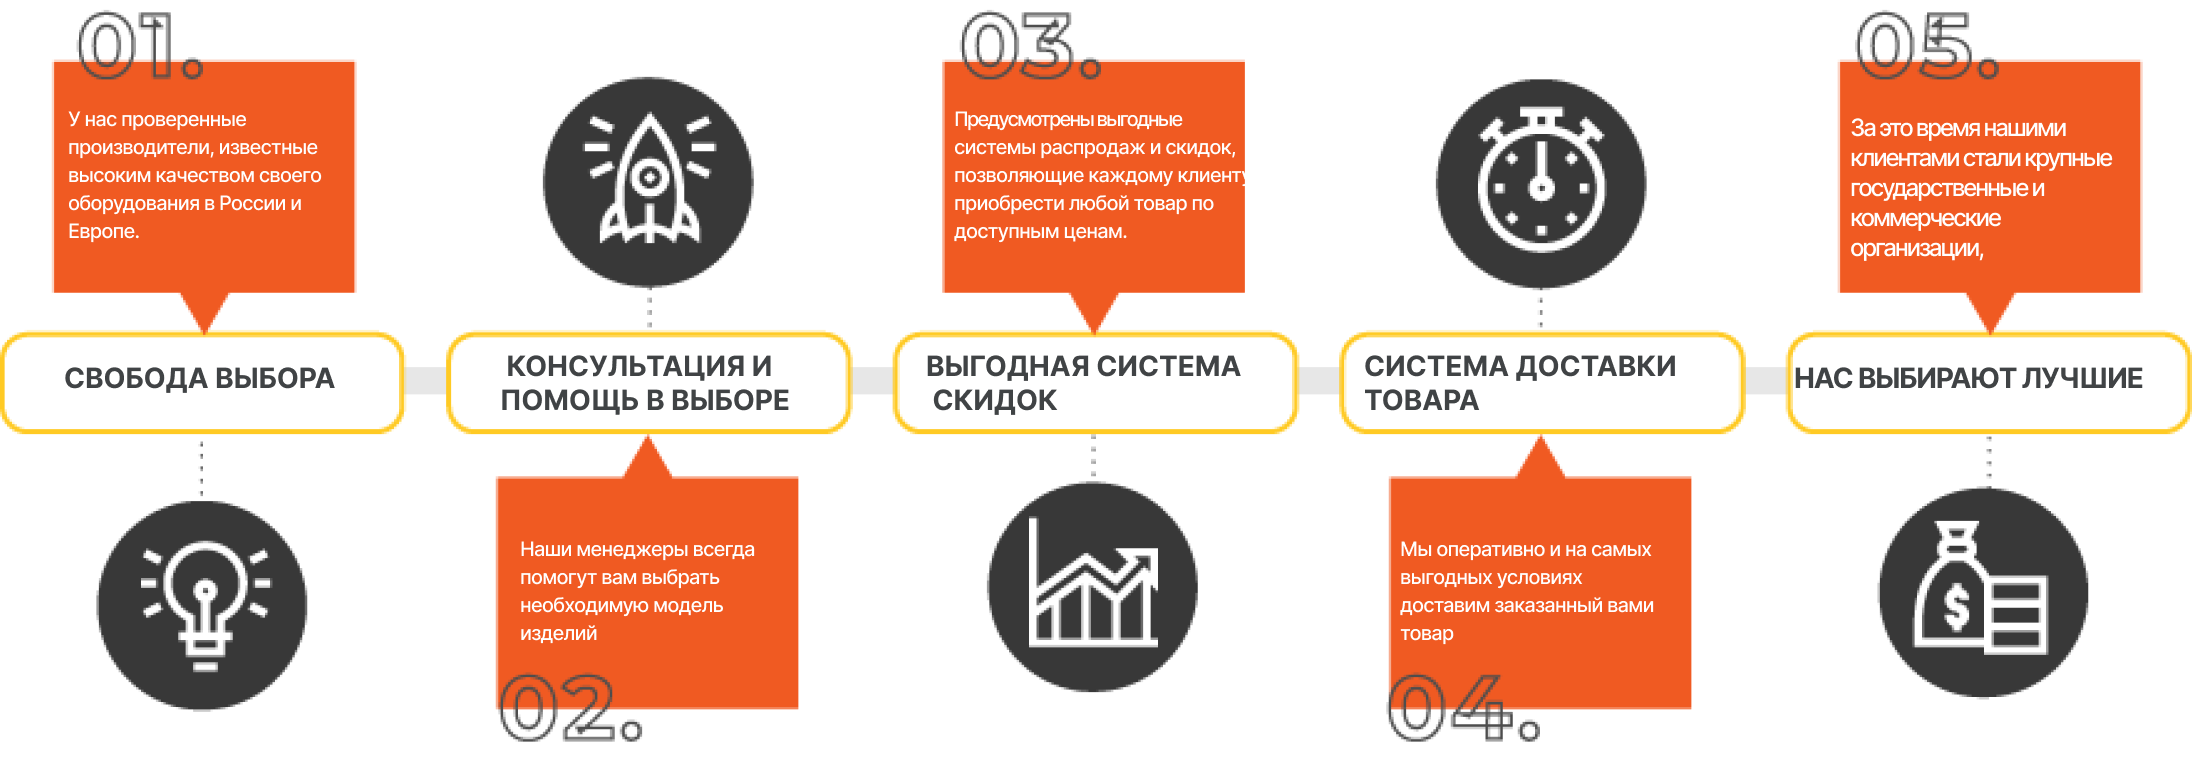 01.
У нас проверенные
производители, известные
высоким качеством своего
оборудования в России и
Европе.
СВОБОДА ВЫБОРА
КОНСУЛЬТАЦИЯ И
ПОМОЩЬ В ВЫБОРЕ
Наши менеджеры всегда
помогут вам выбрать
необходимую модель
изделий
02.
03.
Предусмотрены выгодные
системы распродаж и скидок,
позволяющие каждому клиенту
приобрести любой товар по
доступным ценам.
ВЫГОДНАЯ СИСТЕМА
СКИДОК
СИСТЕМА ДОСТАВКИ
ТОВАРА
Мы оперативно и на самых
выгодных условиях
доставим заказанный вами
товар
04.
05.
За это время нашими
клиентами стали крупные
государственные и
коммерческие
организации,
НАС ВЫБИРАЮТ ЛУЧШИЕ
$